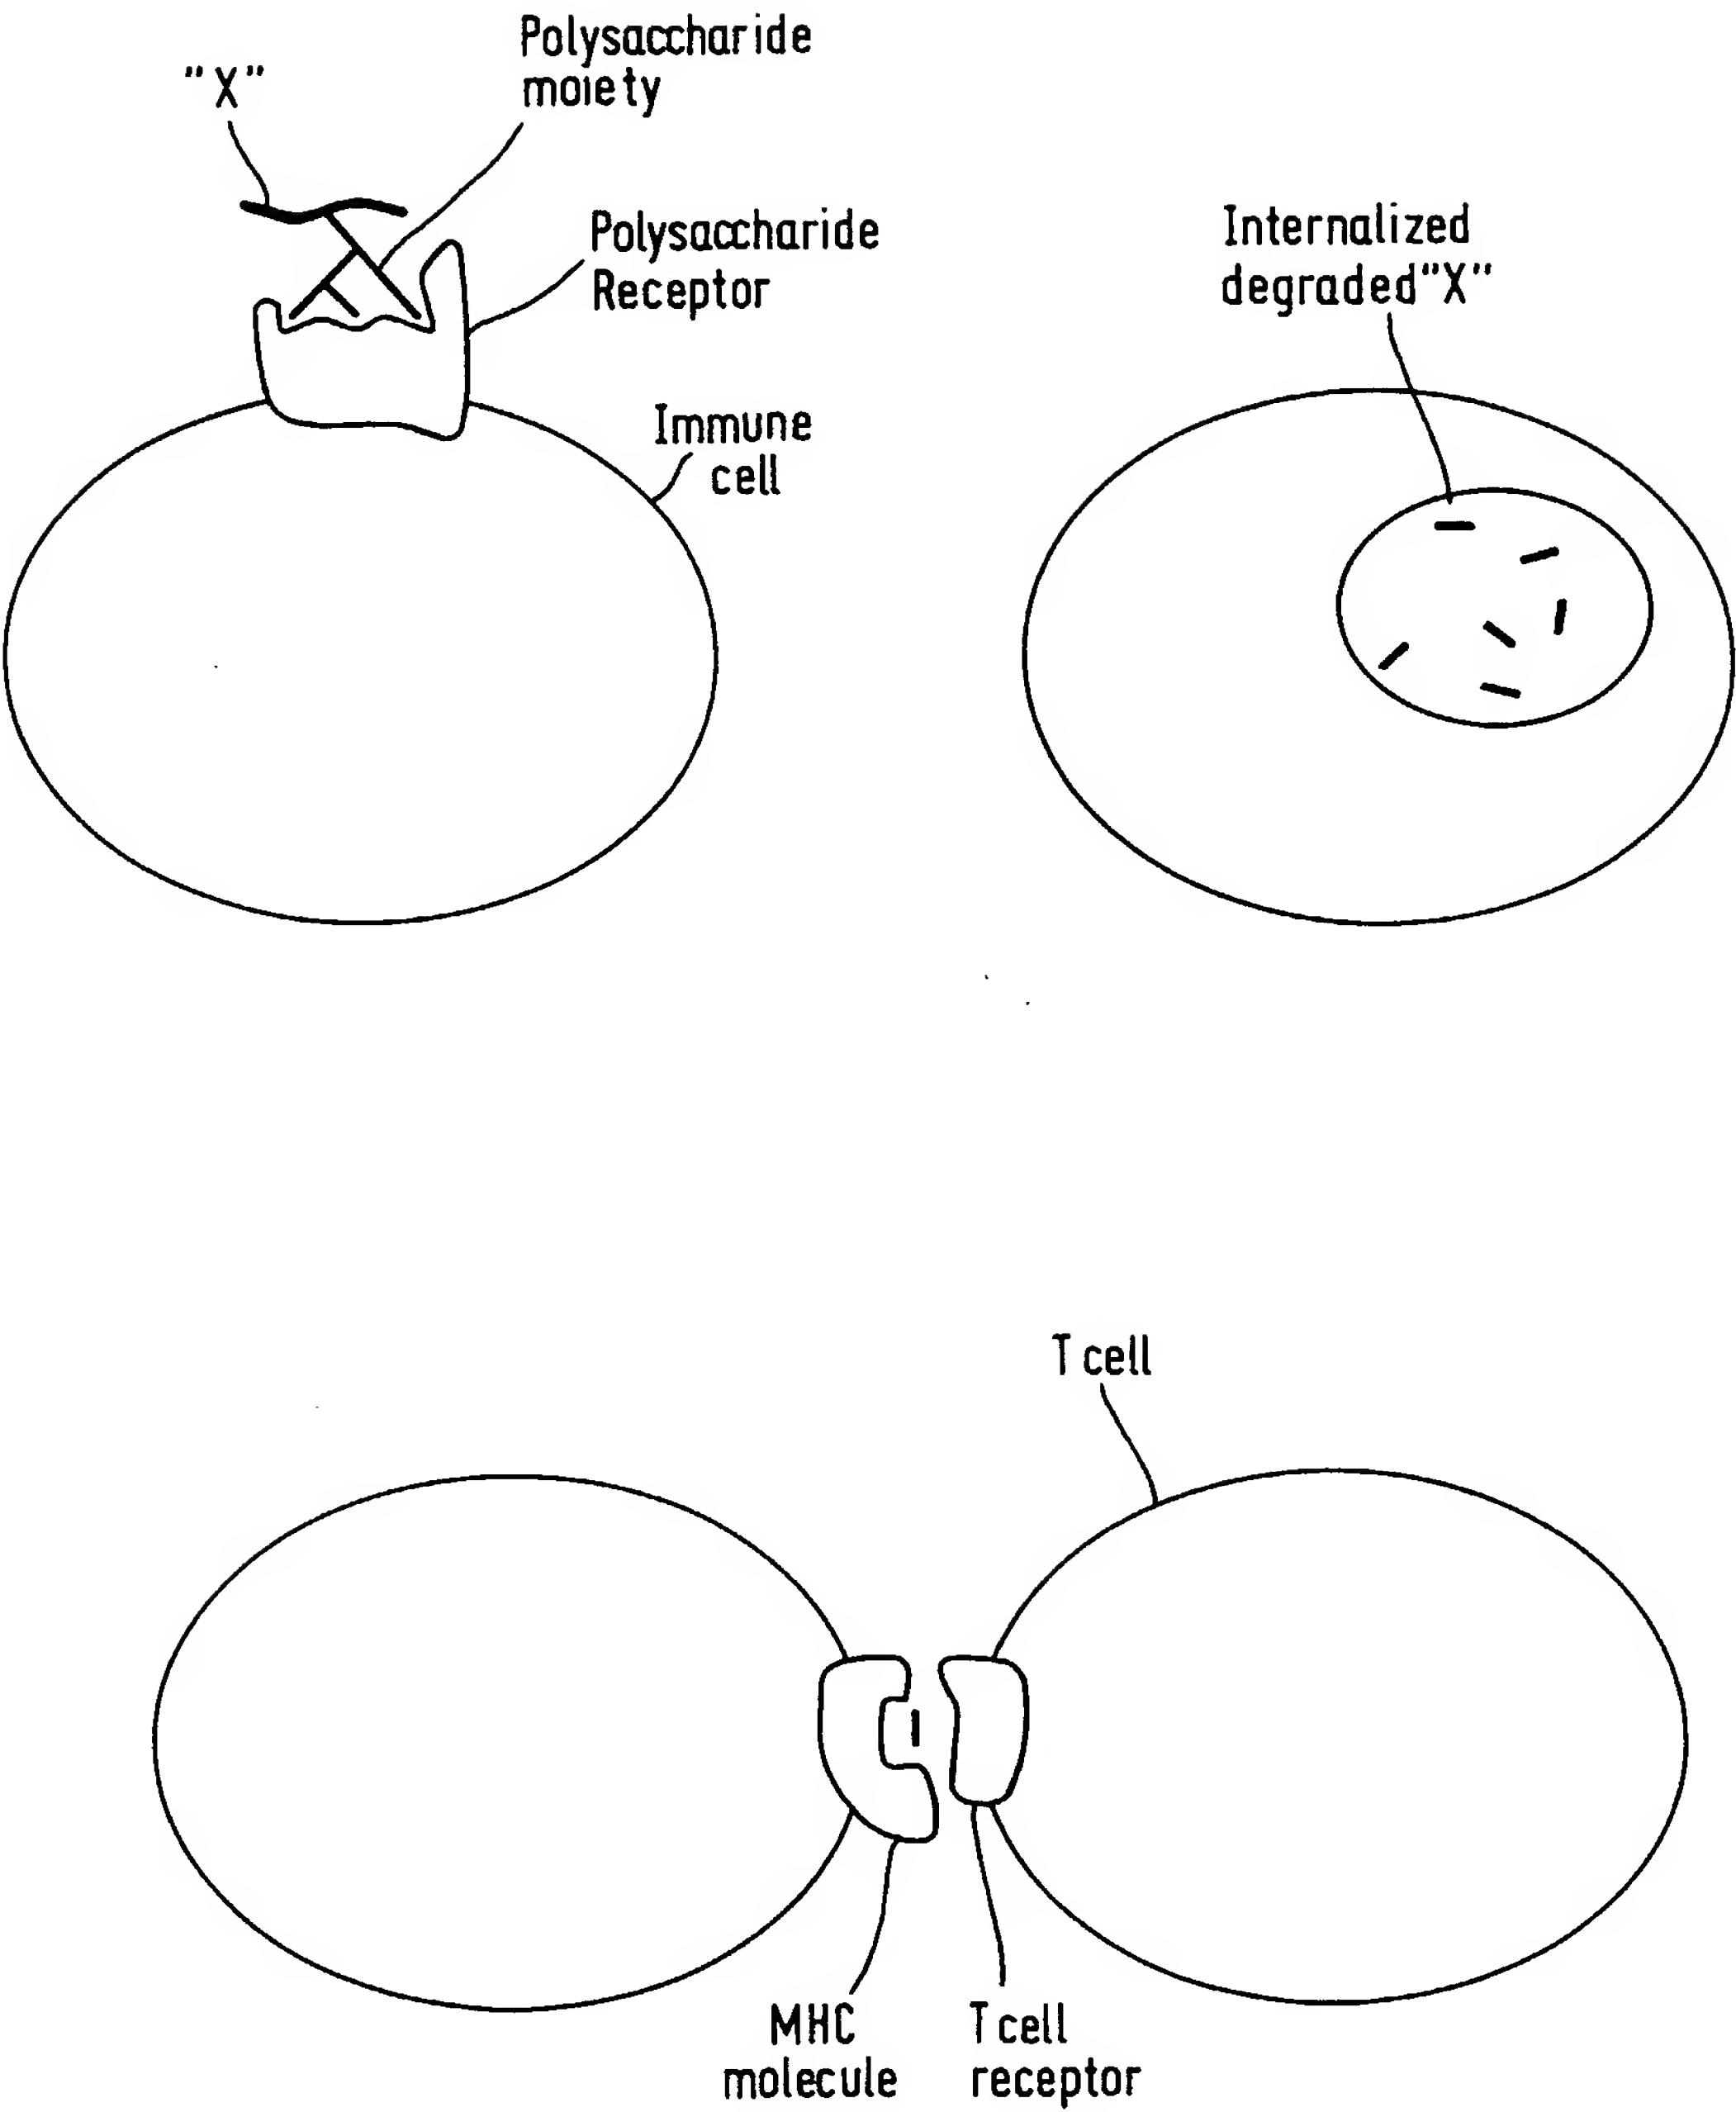 "X"
Polysaccharide
moiety
Polysaccharide
Receptor
Immune
cell
Internalized
degraded"X"
T cell
MHC
molecule
T cell
receptor